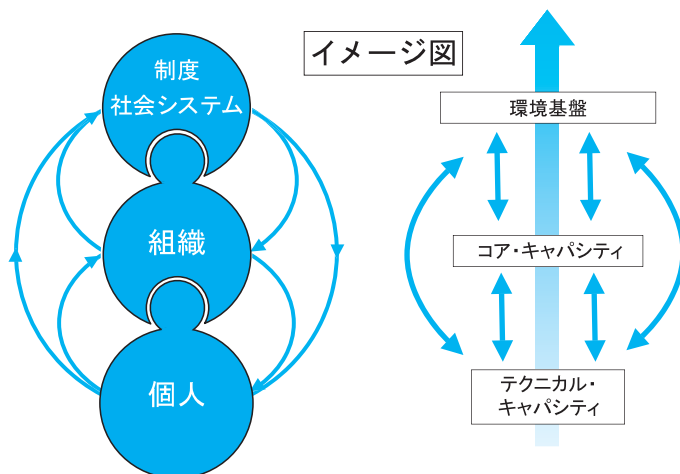 イメージ図
制度
社会システム
組織
個人
環境基盤
コア・キャパシティ
テクニカル・
キャパシティ